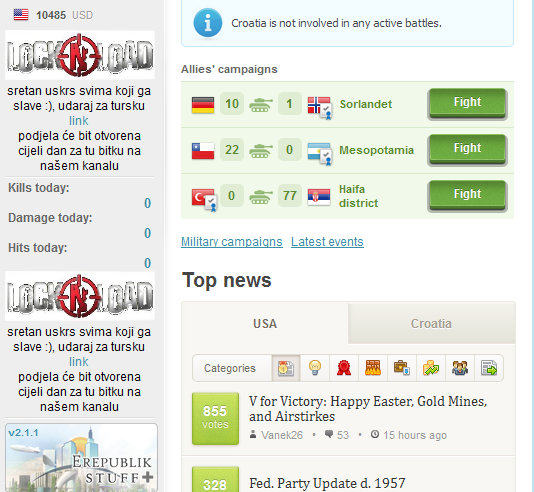 10485 USD
LOCK N LOAD
sretan uskrs svima koji ga
slave :), udaraj za tursku
link
podjela će bit otvorena
cijeli dan za tu bitku na
našem kanalu
Kills today:
0
Damage today:
0
Hits today:
0
LOCK N LOAD
sretan uskrs svima koji ga
slave :), udaraj za tursku
link
podjela će bit otvorena
cijeli dan za tu bitku na
našem kanalu
v2.1.1
EREPUBLIK
STUFF+
Croatia is not involved in any active battles.
Allies' campaigns
10 1 Sorlandet Fight
22 0 Mesopotamia Fight
0 77 Haifa
district Fight
Military campaigns Latest events
Top news
USA Croatia
Categories
855
votes
V for Victory: Happy Easter, Gold Mines,
and Airstirkes
Vanek26 • 53 • 15 hours ago
328
Fed. Party Update d. 1957